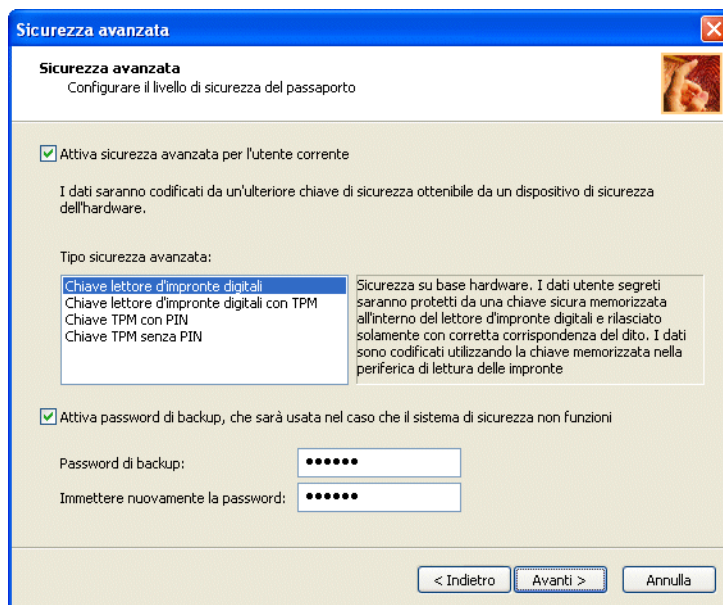 Sicurezza avanzata
Sicurezza avanzata
Configurare il livello di sicurezza del passaporto
Attiva sicurezza avanzata per l'utente corrente
I dati saranno codificati da un'ulteriore chiave di sicurezza ottenibile da un dispositivo di sicurezza
dell'hardware.
Tipo sicurezza avanzata:
Chiave lettore d'impronte digitali
Chiave lettore d'impronte digitali con TPM
Chiave TPM con PIN
Chiave TPM senza PIN
Sicurezza su base hardware. I dati utente segreti
saranno protetti da una chiave sicura memorizzata
all'interno del lettore d'impronte digitali e rilasciato
solamente con corretta corrispondenza del dito. I dati
sono codificati utilizzando la chiave memorizzata nella
periferica di lettura delle impronte
Attiva password di backup, che sarà usata nel caso che il sistema di sicurezza non funzioni
Password di backup: ••••••
Immettere nuovamente la password: ••••••
< Indietro Avanti > Annulla